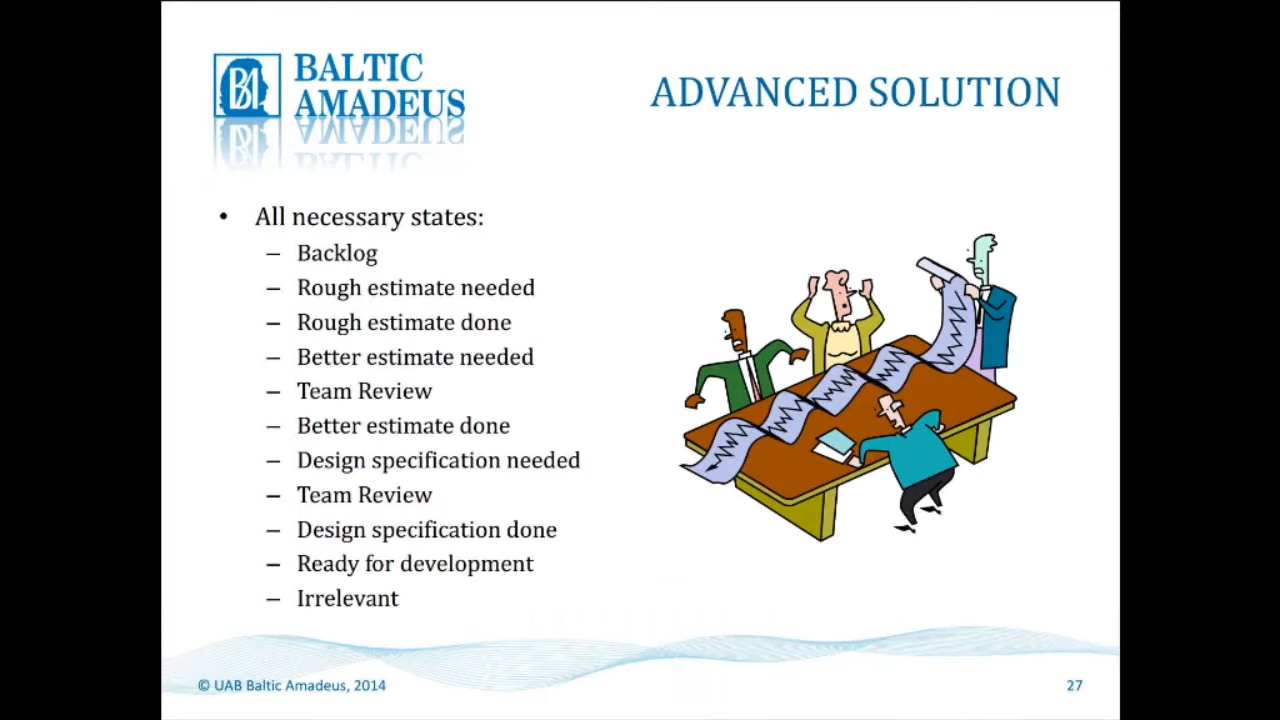 BALTIC
AMADEUS
ADVANCED SOLUTION
• All necessary states:
– Backlog
– Rough estimate needed
– Rough estimate done
– Better estimate needed
– Team Review
– Better estimate done
– Design specification needed
– Team Review
– Design specification done
– Ready for development
– Irrelevant
© UAB Baltic Amadeus, 2014
27